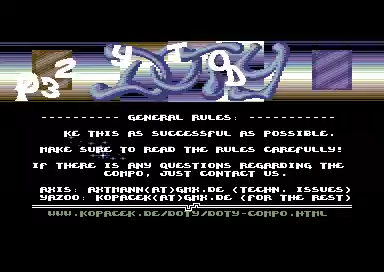 DOTY
---------- GENERAL RULES: -----------
KE THIS AS SUCCESSFUL AS POSSIBLE.
MAKE SURE TO READ THE RULES CAREFULLY!
IF THERE IS ANY QUESTIONS REGARDING THE
COMPO, JUST CONTACT US.
AXIS: AXTMANN(AT)GMX.DE (TECHN. ISSUES)
YAZOO: KOPACEK(AT)GMX.DE (FOR THE REST)
WWW.KOPACEK.DE/DOTY/DOTY-COMPO.HTML